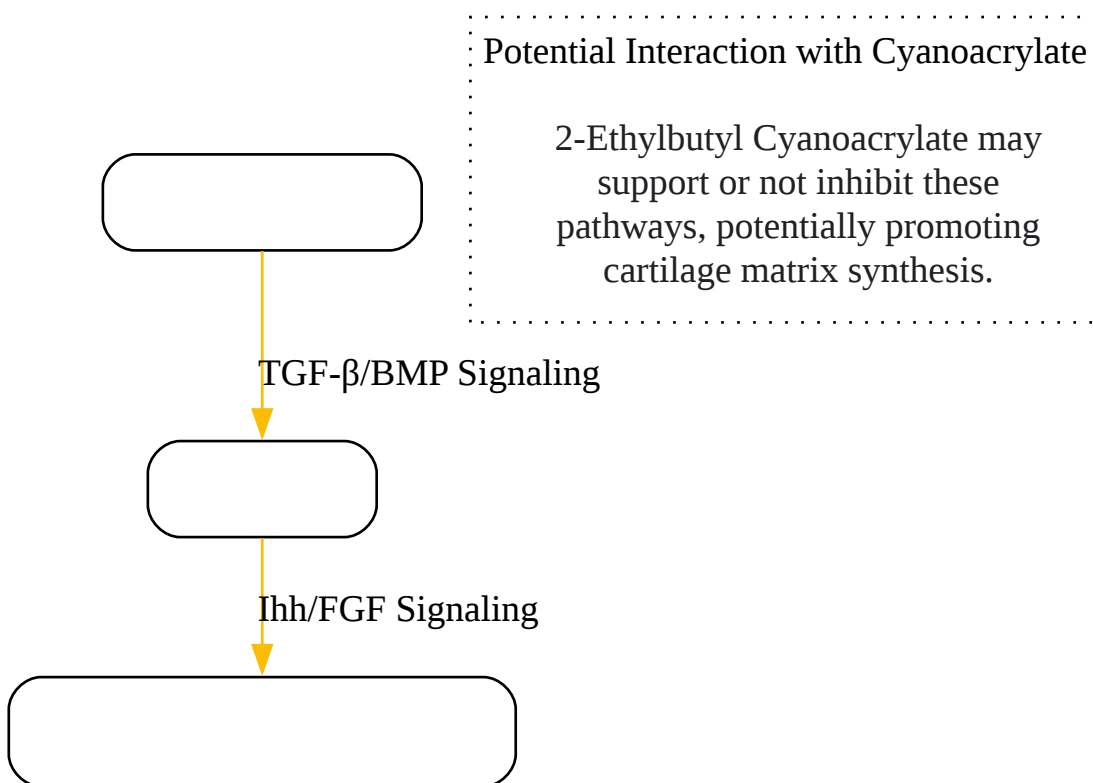 Potential Interaction with Cyanoacrylate
2-Ethylbutyl Cyanoacrylate may
support or not inhibit these
pathways, potentially promoting
cartilage matrix synthesis.
TGF-β/BMP Signaling
Ihh/FGF Signaling